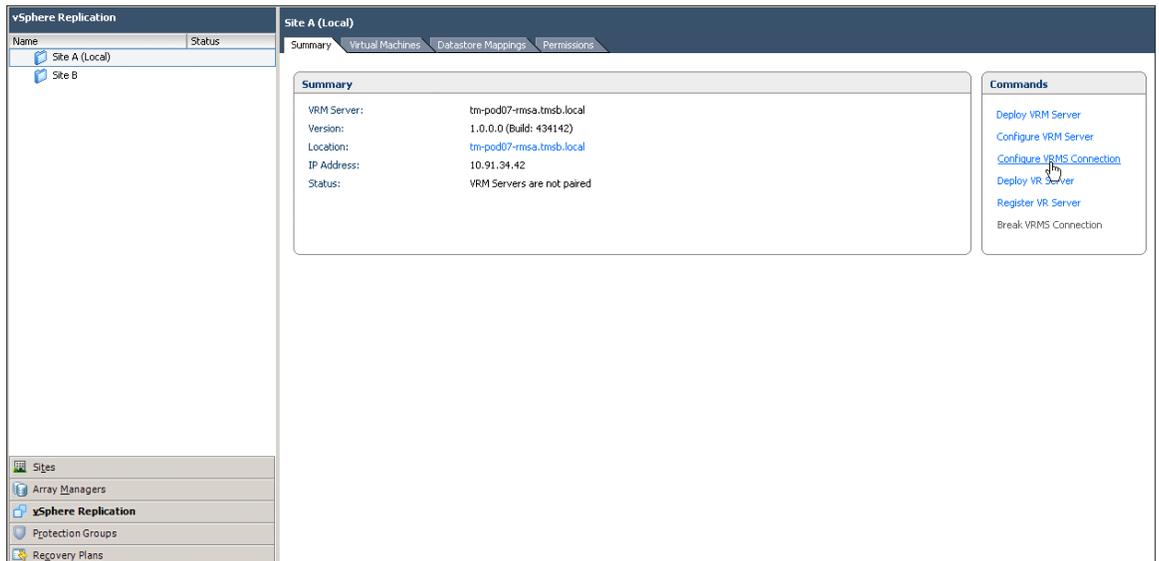 vSphere Replication
Name Status
Site A (Local)
Site B
Sites
Array Managers
vSphere Replication
Protection Groups
Recovery Plans
Site A (Local)
Summary Virtual Machines Datastore Mappings Permissions
Summary
VRM Server: tm-pod07-rmsa.tmsb.local
Version: 1.0.0.0 (Build: 434142)
Location: tm-pod07-rmsa.tmsb.local
IP Address: 10.91.34.42
Status: VRM Servers are not paired
Commands
Deploy VRM Server
Configure VRM Server
Configure VRMS Connection
Deploy VR Server
Register VR Server
Break VRMS Connection